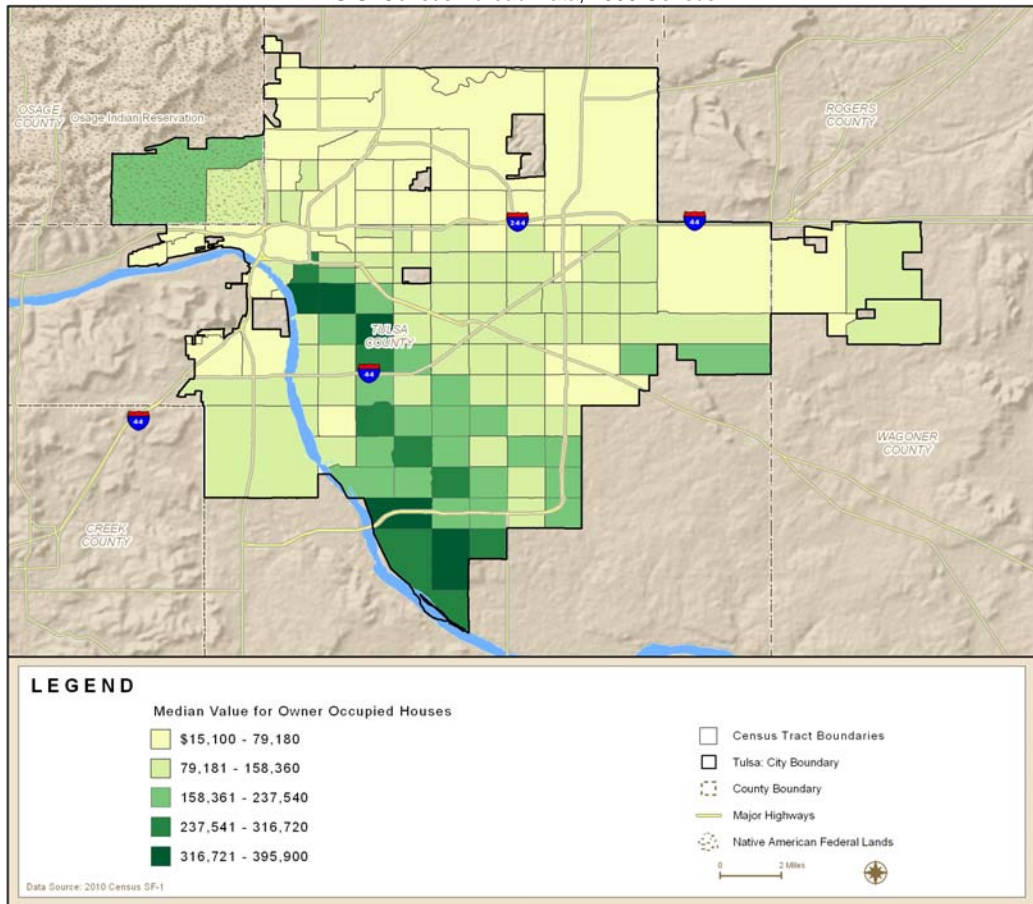 OSAGE
COUNTY
Osage Indian Reservation
ROGERS
COUNTY
244
44
TULSA
COUNTY
44
44
WAGONER
COUNTY
CREEK
COUNTY
LEGEND
Median Value for Owner Occupied Houses
$15,100 - 79,180
79,181 - 158,360
158,361 - 237,540
237,541 - 316,720
316,721 - 395,900
Census Tract Boundaries
Tulsa: City Boundary
County Boundary
Major Highways
Native American Federal Lands
0 2 Miles
Data Source: 2010 Census SF-1